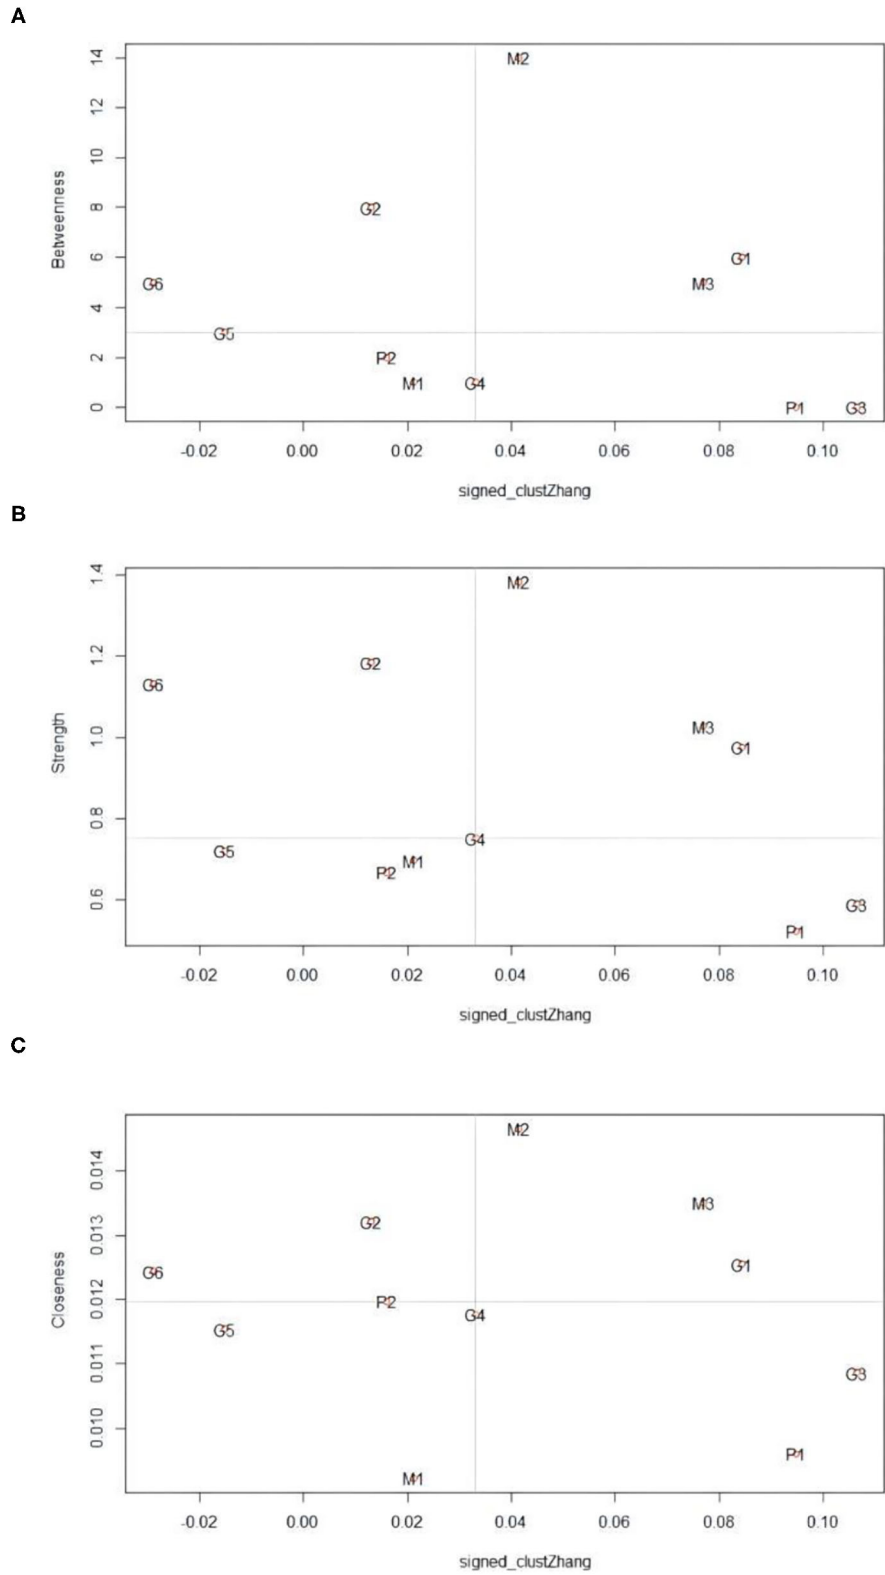 A
14
M2
12
10
G2
8
G1
6
G6
M3
4
G5
2
P2
M1
G4
0
P1
G3
Betweenness
-0.02 0.00 0.02 0.04 0.06 0.08 0.10
signed_clustZhang
B
1.4
M2
1.2
G2
G6
1.0
M3
G1
0.8
G4
G5
M1
P2
0.6
G3
P1
Strength
-0.02 0.00 0.02 0.04 0.06 0.08 0.10
signed_clustZhang
C
M2
0.014
M3
0.013
G2
G1
G6
0.012
P2
G4
G5
0.011
G3
0.010
P1
M1
Closeness
-0.02 0.00 0.02 0.04 0.06 0.08 0.10
signed_clustZhang